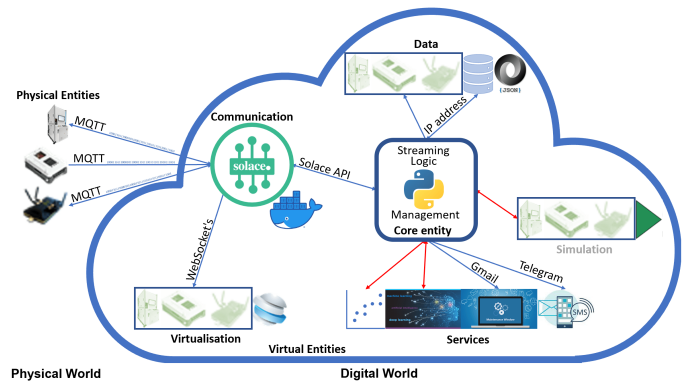 Data
{JSON}
Physical Entities
MQTT
MQTT
MQTT
Communication
solace.
Solace API
IP address
Streaming
Logic
Management
Core entity
Simulation
WebSocket's
Gmail
Telegram
SMS
Virtualisation
Virtual Entities
Services
Physical World
Digital World